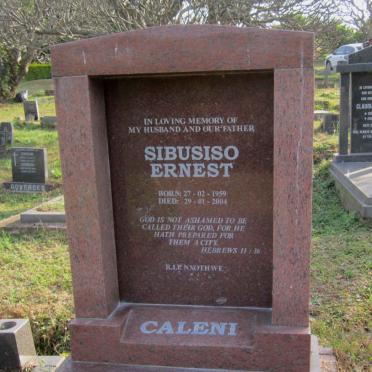 IN LOVING MEMORY OF
MY HUSBAND AND OUR FATHER
SIBUSISO
ERNEST
BORN: 27 - 02 - 1959
DIED: 29 - 01 - 2004
GOD IS NOT ASHAMED TO BE
CALLED THEIR GOD, FOR HE
HATH PREPARED FOR
THEM A CITY.
HEBREWS 11 : 16
R.I.P. NXOTHWE
CALENI
GOVENDER